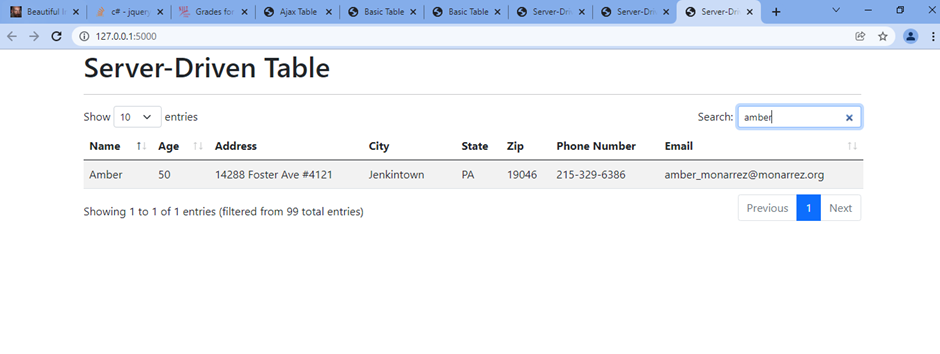 Beautiful c# - jquery Grades for Ajax Table Basic Table Basic Table Server-Dri Server-Dri Server-Dri
127.0.0.1:5000
Server-Driven Table
Show 10 entries Search: amber
Name Age Address City State Zip Phone Number Email
Amber 50 14288 Foster Ave #4121 Jenkintown PA 19046 215-329-6386 amber_monarrez@monarrez.org
Showing 1 to 1 of 1 entries (filtered from 99 total entries) Previous 1 Next